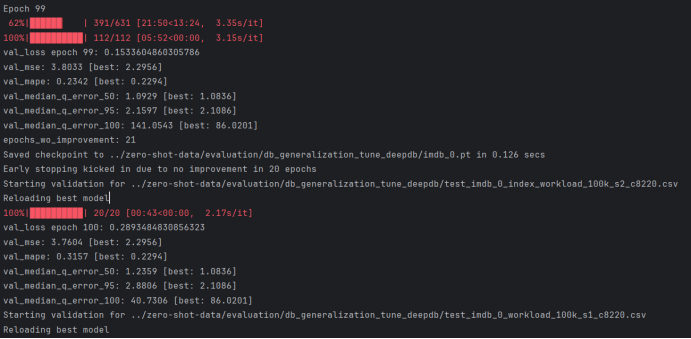 Epoch 99
62%|██████    | 391/631 [21:50<13:24,  3.35s/it]
100%|██████████| 112/112 [05:52<00:00,  3.15s/it]
val_loss epoch 99: 0.1533604860305786
val_mse: 3.8033 [best: 2.2956]
val_mape: 0.2342 [best: 0.2294]
val_median_q_error_50: 1.0929 [best: 1.0836]
val_median_q_error_95: 2.1597 [best: 2.1086]
val_median_q_error_100: 141.0543 [best: 86.0201]
epochs_wo_improvement: 21
Saved checkpoint to ../zero-shot-data/evaluation/db_generalization_tune_deepdb/imdb_0.pt in 0.126 secs
Early stopping kicked in due to no improvement in 20 epochs
Starting validation for ../zero-shot-data/evaluation/db_generalization_tune_deepdb/test_imdb_0_index_workload_100k_s2_c8220.csv
Reloading best model
100%|██████████| 20/20 [00:43<00:00,  2.17s/it]
val_loss epoch 100: 0.2893484830856323
val_mse: 3.7604 [best: 2.2956]
val_mape: 0.3157 [best: 0.2294]
val_median_q_error_50: 1.2359 [best: 1.0836]
val_median_q_error_95: 2.8806 [best: 2.1086]
val_median_q_error_100: 40.7306 [best: 86.0201]
Starting validation for ../zero-shot-data/evaluation/db_generalization_tune_deepdb/test_imdb_0_workload_100k_s1_c8220.csv
Reloading best model